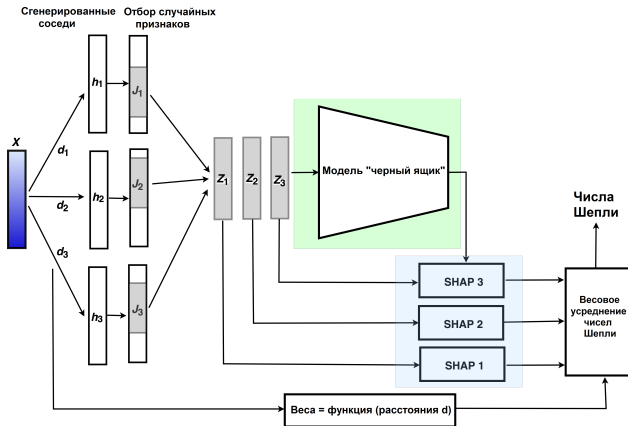 Сгенерированные
соседи
Отбор случайных
признаков
X
d1
d2
d3
h1
h2
h3
J1
J2
J3
z1
z2
z3
Модель "черный ящик"
SHAP 3
SHAP 2
SHAP 1
Числа
Шепли
Весовое
усреднение
чисел
Шепли
Веса = функция (расстояния d)